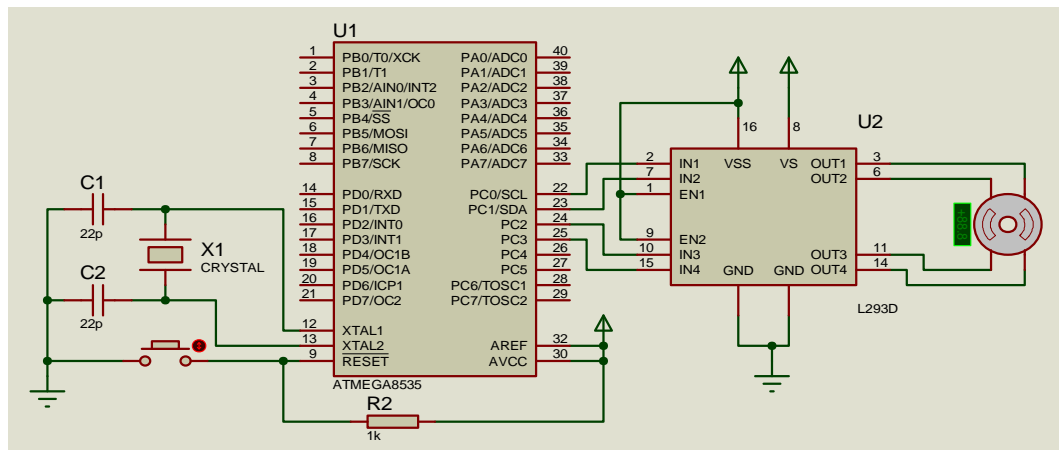 U1
1 PB0/T0/XCK PA0/ADC0 40
2 PB1/T1 PA1/ADC1 39
3 PB2/AIN0/INT2 PA2/ADC2 38
4 PB3/AIN1/OC0 PA3/ADC3 37
5 PB4/SS PA4/ADC4 36
6 PB5/MOSI PA5/ADC5 35
7 PB6/MISO PA6/ADC6 34
8 PB7/SCK PA7/ADC7 33
14 PD0/RXD PC0/SCL 22
15 PD1/TXD PC1/SDA 23
16 PD2/INT0 PC2 24
17 PD3/INT1 PC3 25
18 PD4/OC1B PC4 26
19 PD5/OC1A PC5 27
20 PD6/ICP1 PC6/TOSC1 28
21 PD7/OC2 PC7/TOSC2 29
12 XTAL1
13 XTAL2 AREF 32
9 RESET AVCC 30
ATMEGA8535
C1
22p
X1
CRYSTAL
C2
22p
R2
1k
U2
16 8
VSS VS
2 IN1 OUT1 3
7 IN2 OUT2 6
1 EN1
9 EN2
10 IN3 OUT3 11
15 IN4 OUT4 14
GND GND
L293D